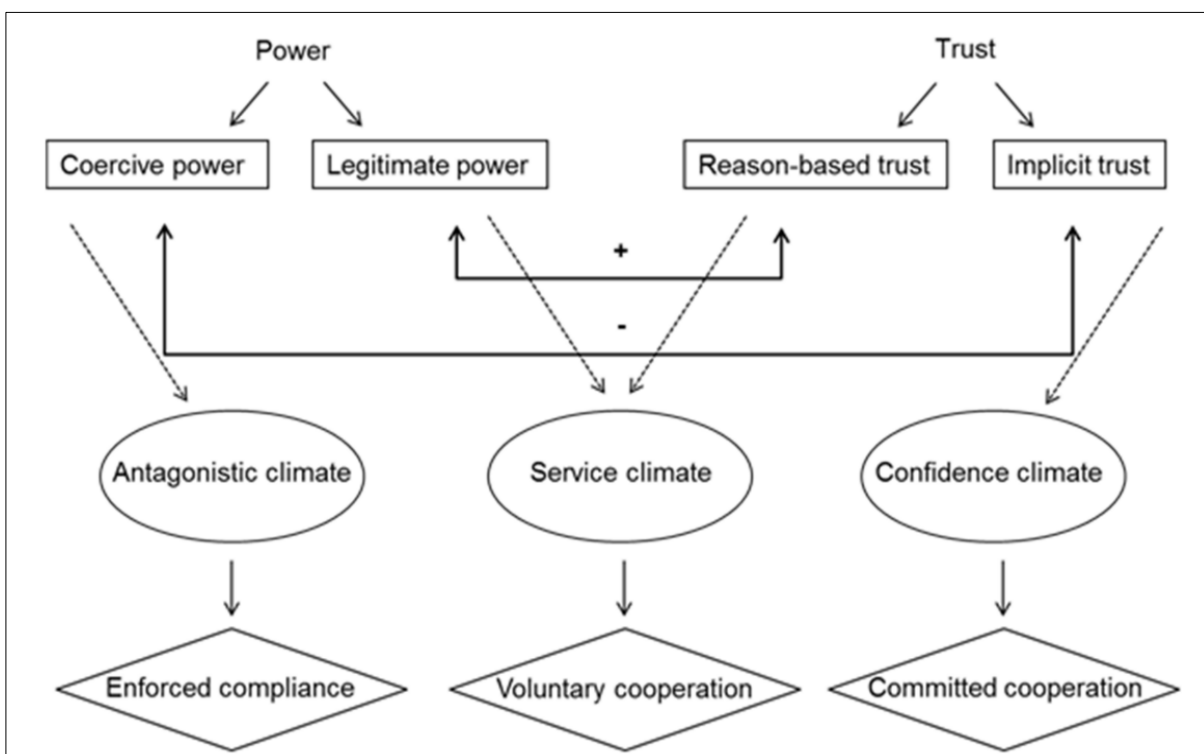 Power
Trust
Coercive power
Legitimate power
Reason-based trust
Implicit trust
+
-
Antagonistic climate
Service climate
Confidence climate
Enforced compliance
Voluntary cooperation
Committed cooperation